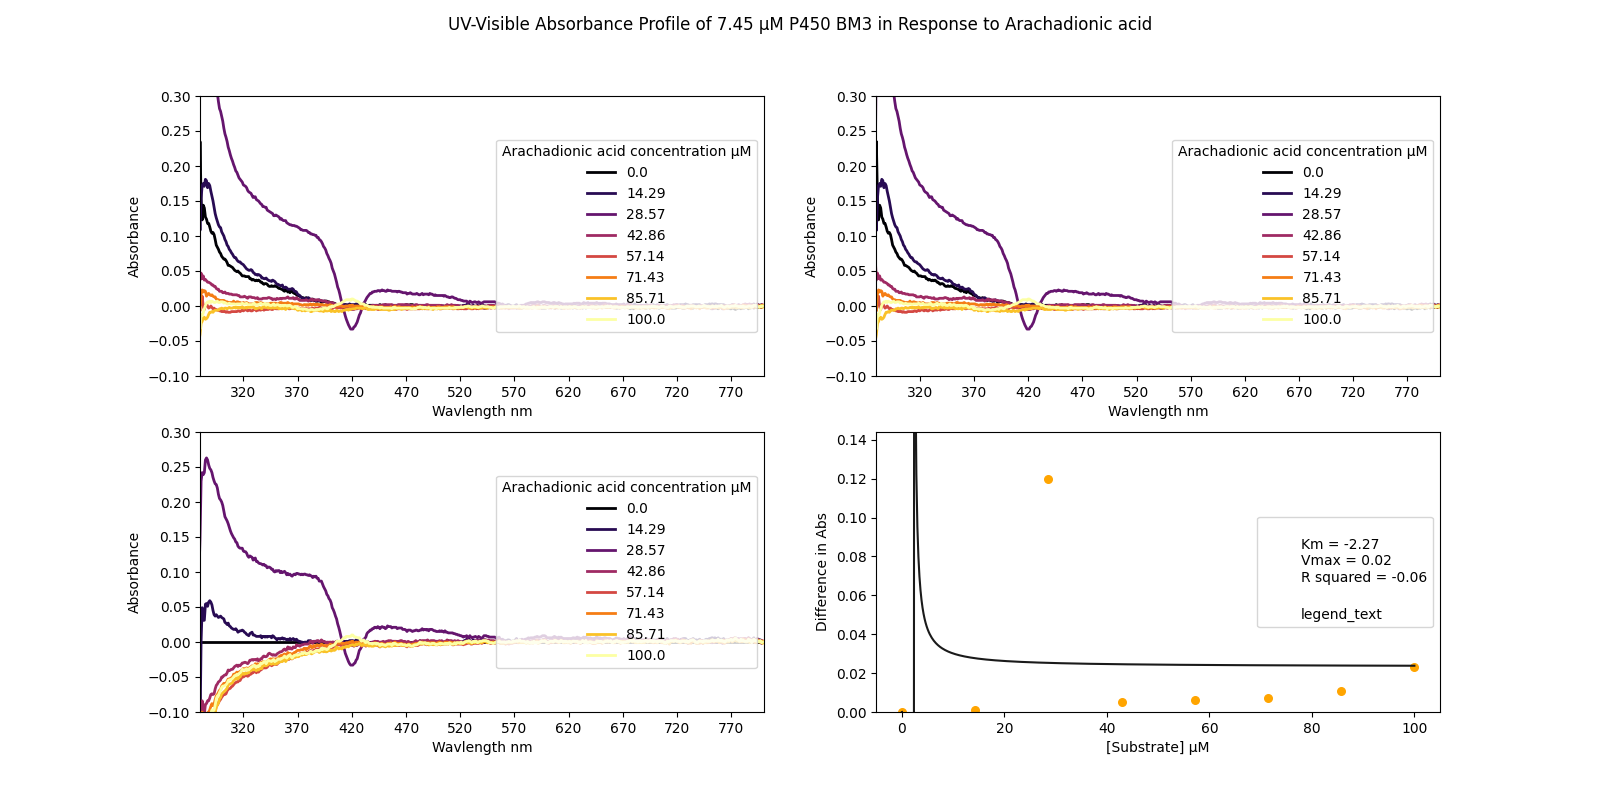 UV-Visible Absorbance Profile of 7.45 μM P450 BM3 in Response to Arachadionic acid
0.30
0.25
0.20
0.15
0.10
0.05
0.00
−0.05
−0.10
Absorbance
Arachadionic acid concentration μM
0.0
14.29
28.57
42.86
57.14
71.43
85.71
100.0
320 370 420 470 520 570 620 670 720 770
Wavlength nm
0.30
0.25
0.20
0.15
0.10
0.05
0.00
−0.05
−0.10
Absorbance
Arachadionic acid concentration μM
0.0
14.29
28.57
42.86
57.14
71.43
85.71
100.0
320 370 420 470 520 570 620 670 720 770
Wavlength nm
0.30
0.25
0.20
0.15
0.10
0.05
0.00
−0.05
−0.10
Absorbance
Arachadionic acid concentration μM
0.0
14.29
28.57
42.86
57.14
71.43
85.71
100.0
320 370 420 470 520 570 620 670 720 770
Wavlength nm
0.14
0.12
0.10
0.08
0.06
0.04
0.02
0.00
Difference in Abs
Km = -2.27
Vmax = 0.02
R squared = -0.06
legend_text
0 20 40 60 80 100
[Substrate] μM